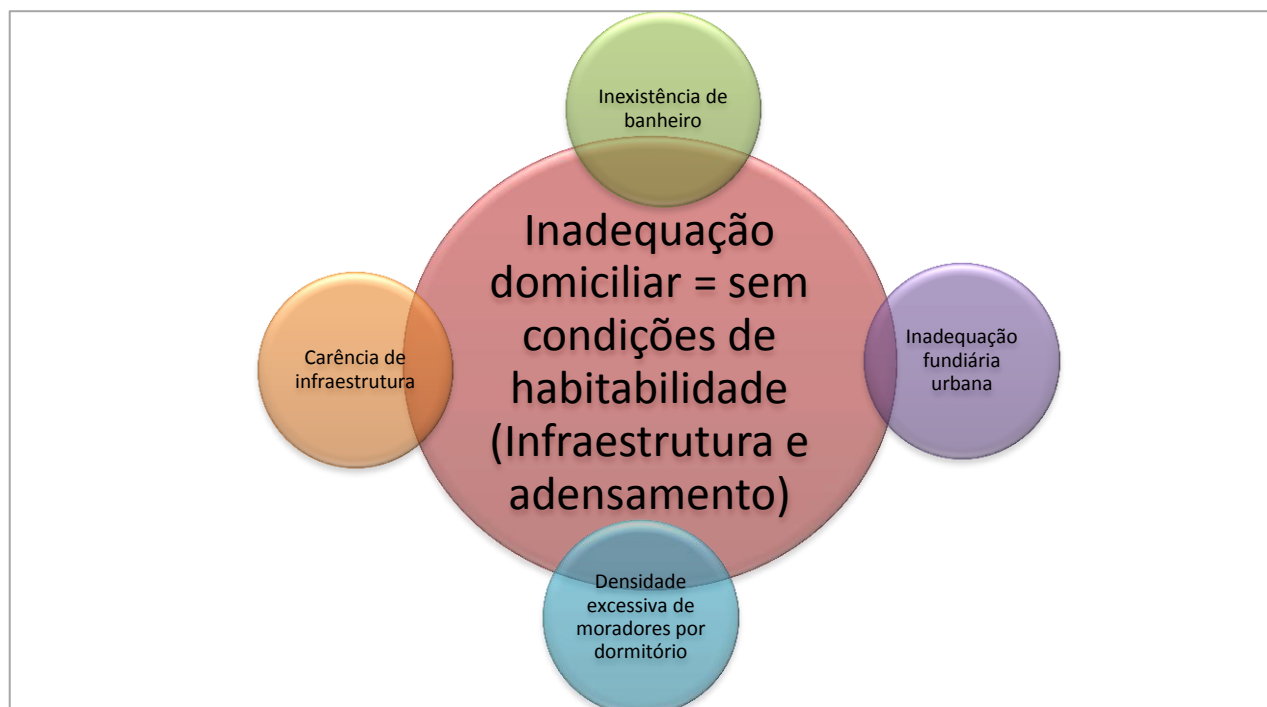 Inexistência de
banheiro
Inadequação
domiciliar = sem
condições de
habitabilidade
(Infraestrutura e
adensamento)
Carência de
infraestrutura
Inadequação
fundiária
urbana
Densidade
excessiva de
moradores por
dormitório